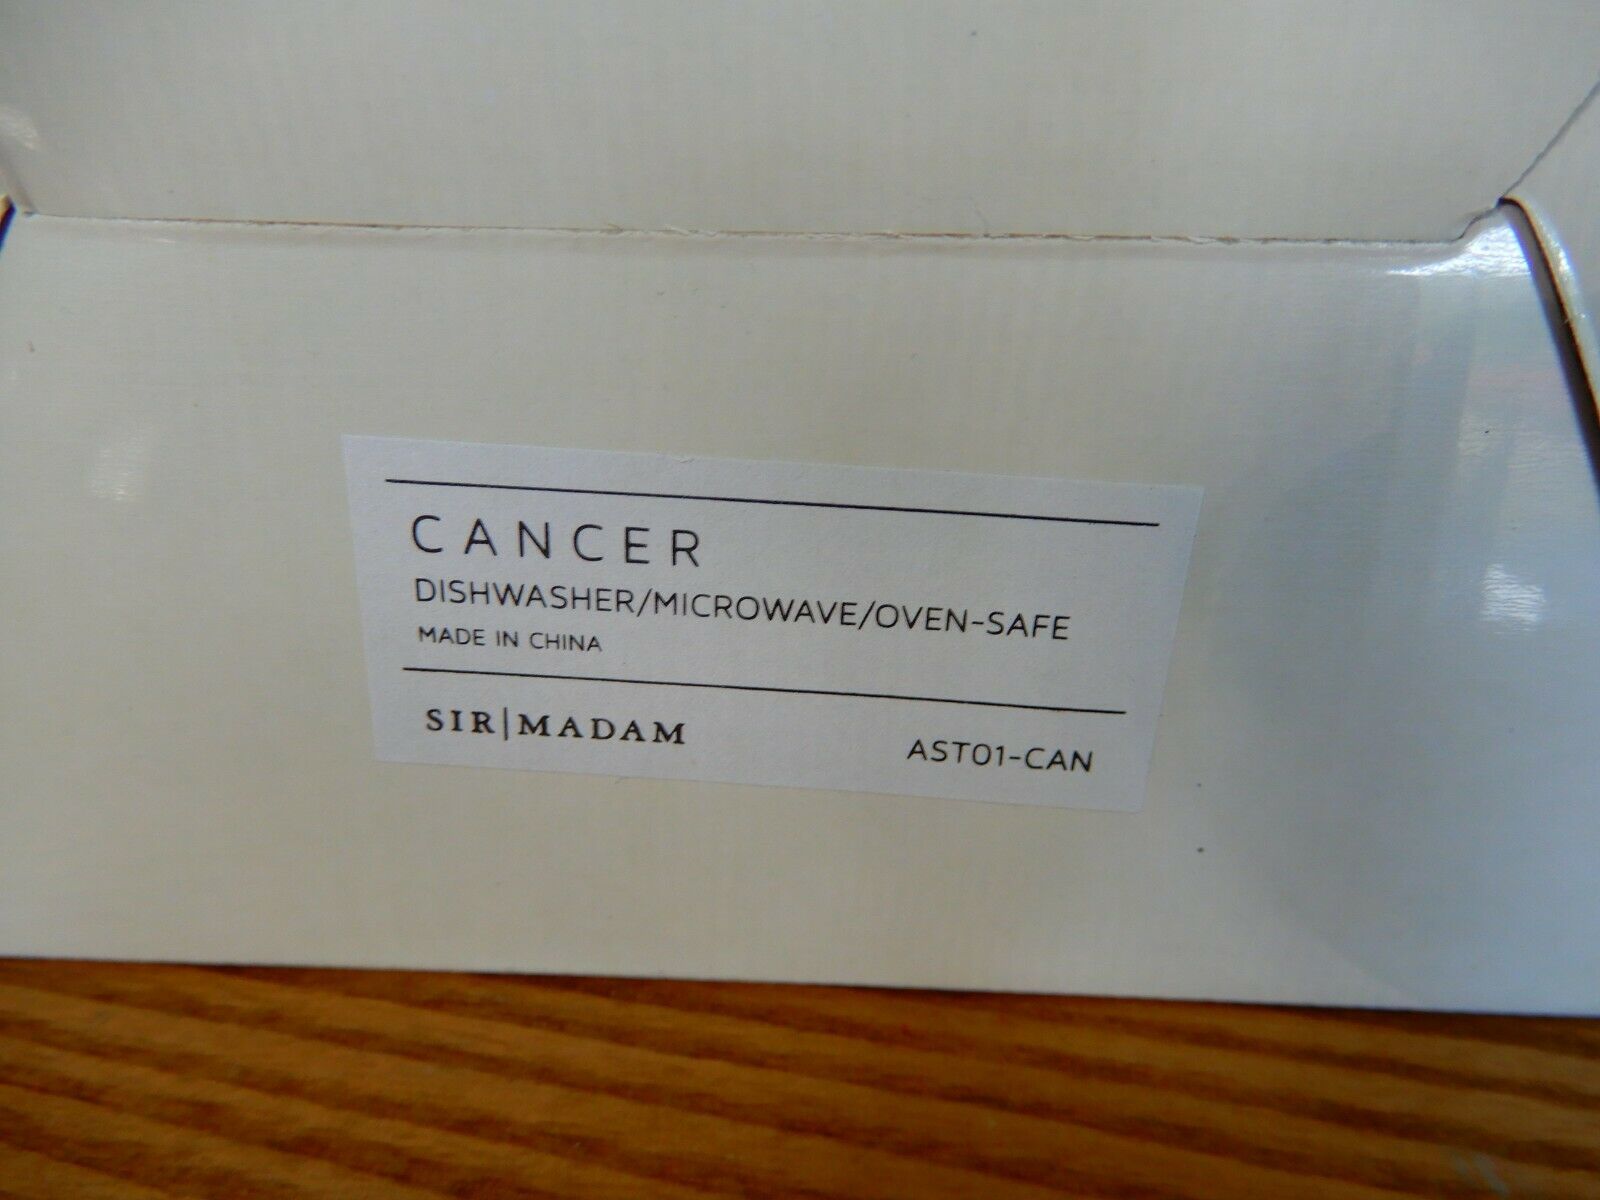 CANCER
DISHWASHER/MICROWAVE/OVEN-SAFE
MADE IN CHINA
SIR|MADAM
AST01-CAN